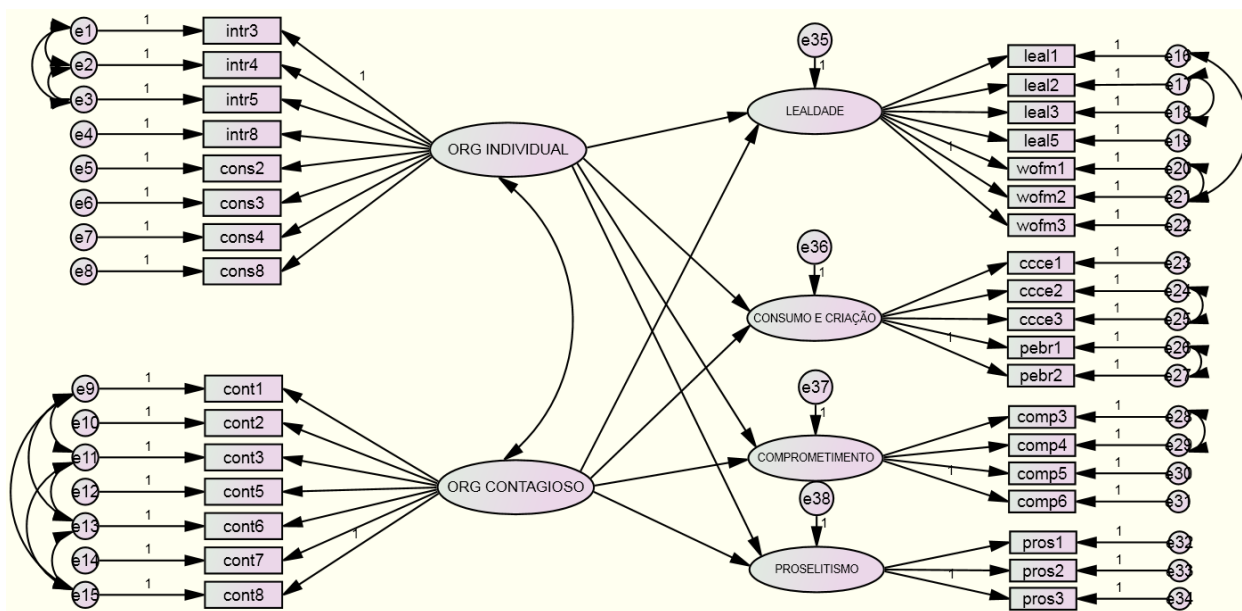 e1 1 intr3
e2 1 intr4 1
e3 1 intr5
e4 1 intr8
e5 1 cons2
e6 1 cons3
e7 1 cons4
e8 1 cons8
ORG INDIVIDUAL
e9 1 cont1
e10 1 cont2
e11 1 cont3
e12 1 cont5
e13 1 cont6
e14 1 cont7 1
e15 1 cont8
ORG CONTAGIOSO
e35
1
LEALDADE
leal1 1 e16
leal2 1 e17
leal3 1 e18
leal5 1 e19
1 wofm1 1 e20
wofm2 1 e21
wofm3 1 e22
e36
1
CONSUMO E CRIAÇÃO
ccce1 1 e23
ccce2 1 e24
ccce3 1 e25
1 pebr1 1 e26
pebr2 1 e27
e37
1
COMPROMETIMENTO
comp3 1 e28
comp4 1 e29
1 comp5 1 e30
comp6 1 e31
e38
1
PROSELITISMO
pros1 1 e32
1 pros2 1 e33
pros3 1 e34